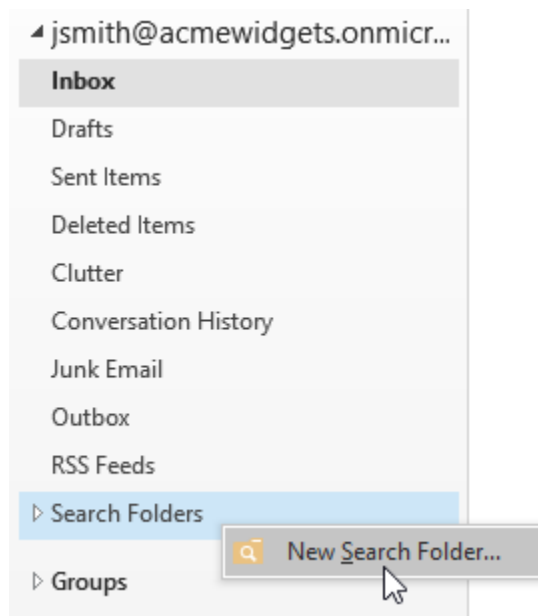 jsmith@acmewidgets.onmicr...
Inbox
Drafts
Sent Items
Deleted Items
Clutter
Conversation History
Junk Email
Outbox
RSS Feeds
Search Folders
New Search Folder...
Groups